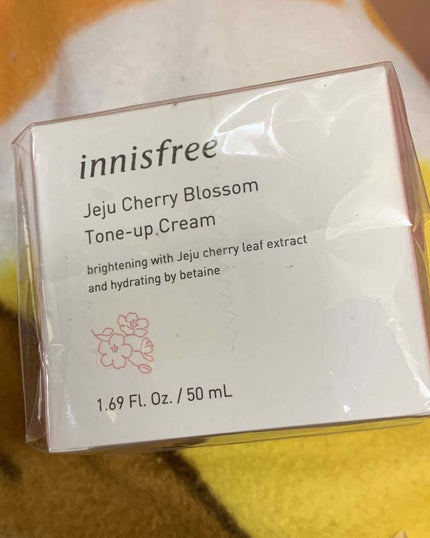 innisfree
Jeju Cherry Blossom
Tone-up Cream
brightening with Jeju cherry leaf extract
and hydrating by betaine
1.69 Fl. Oz. / 50 mL